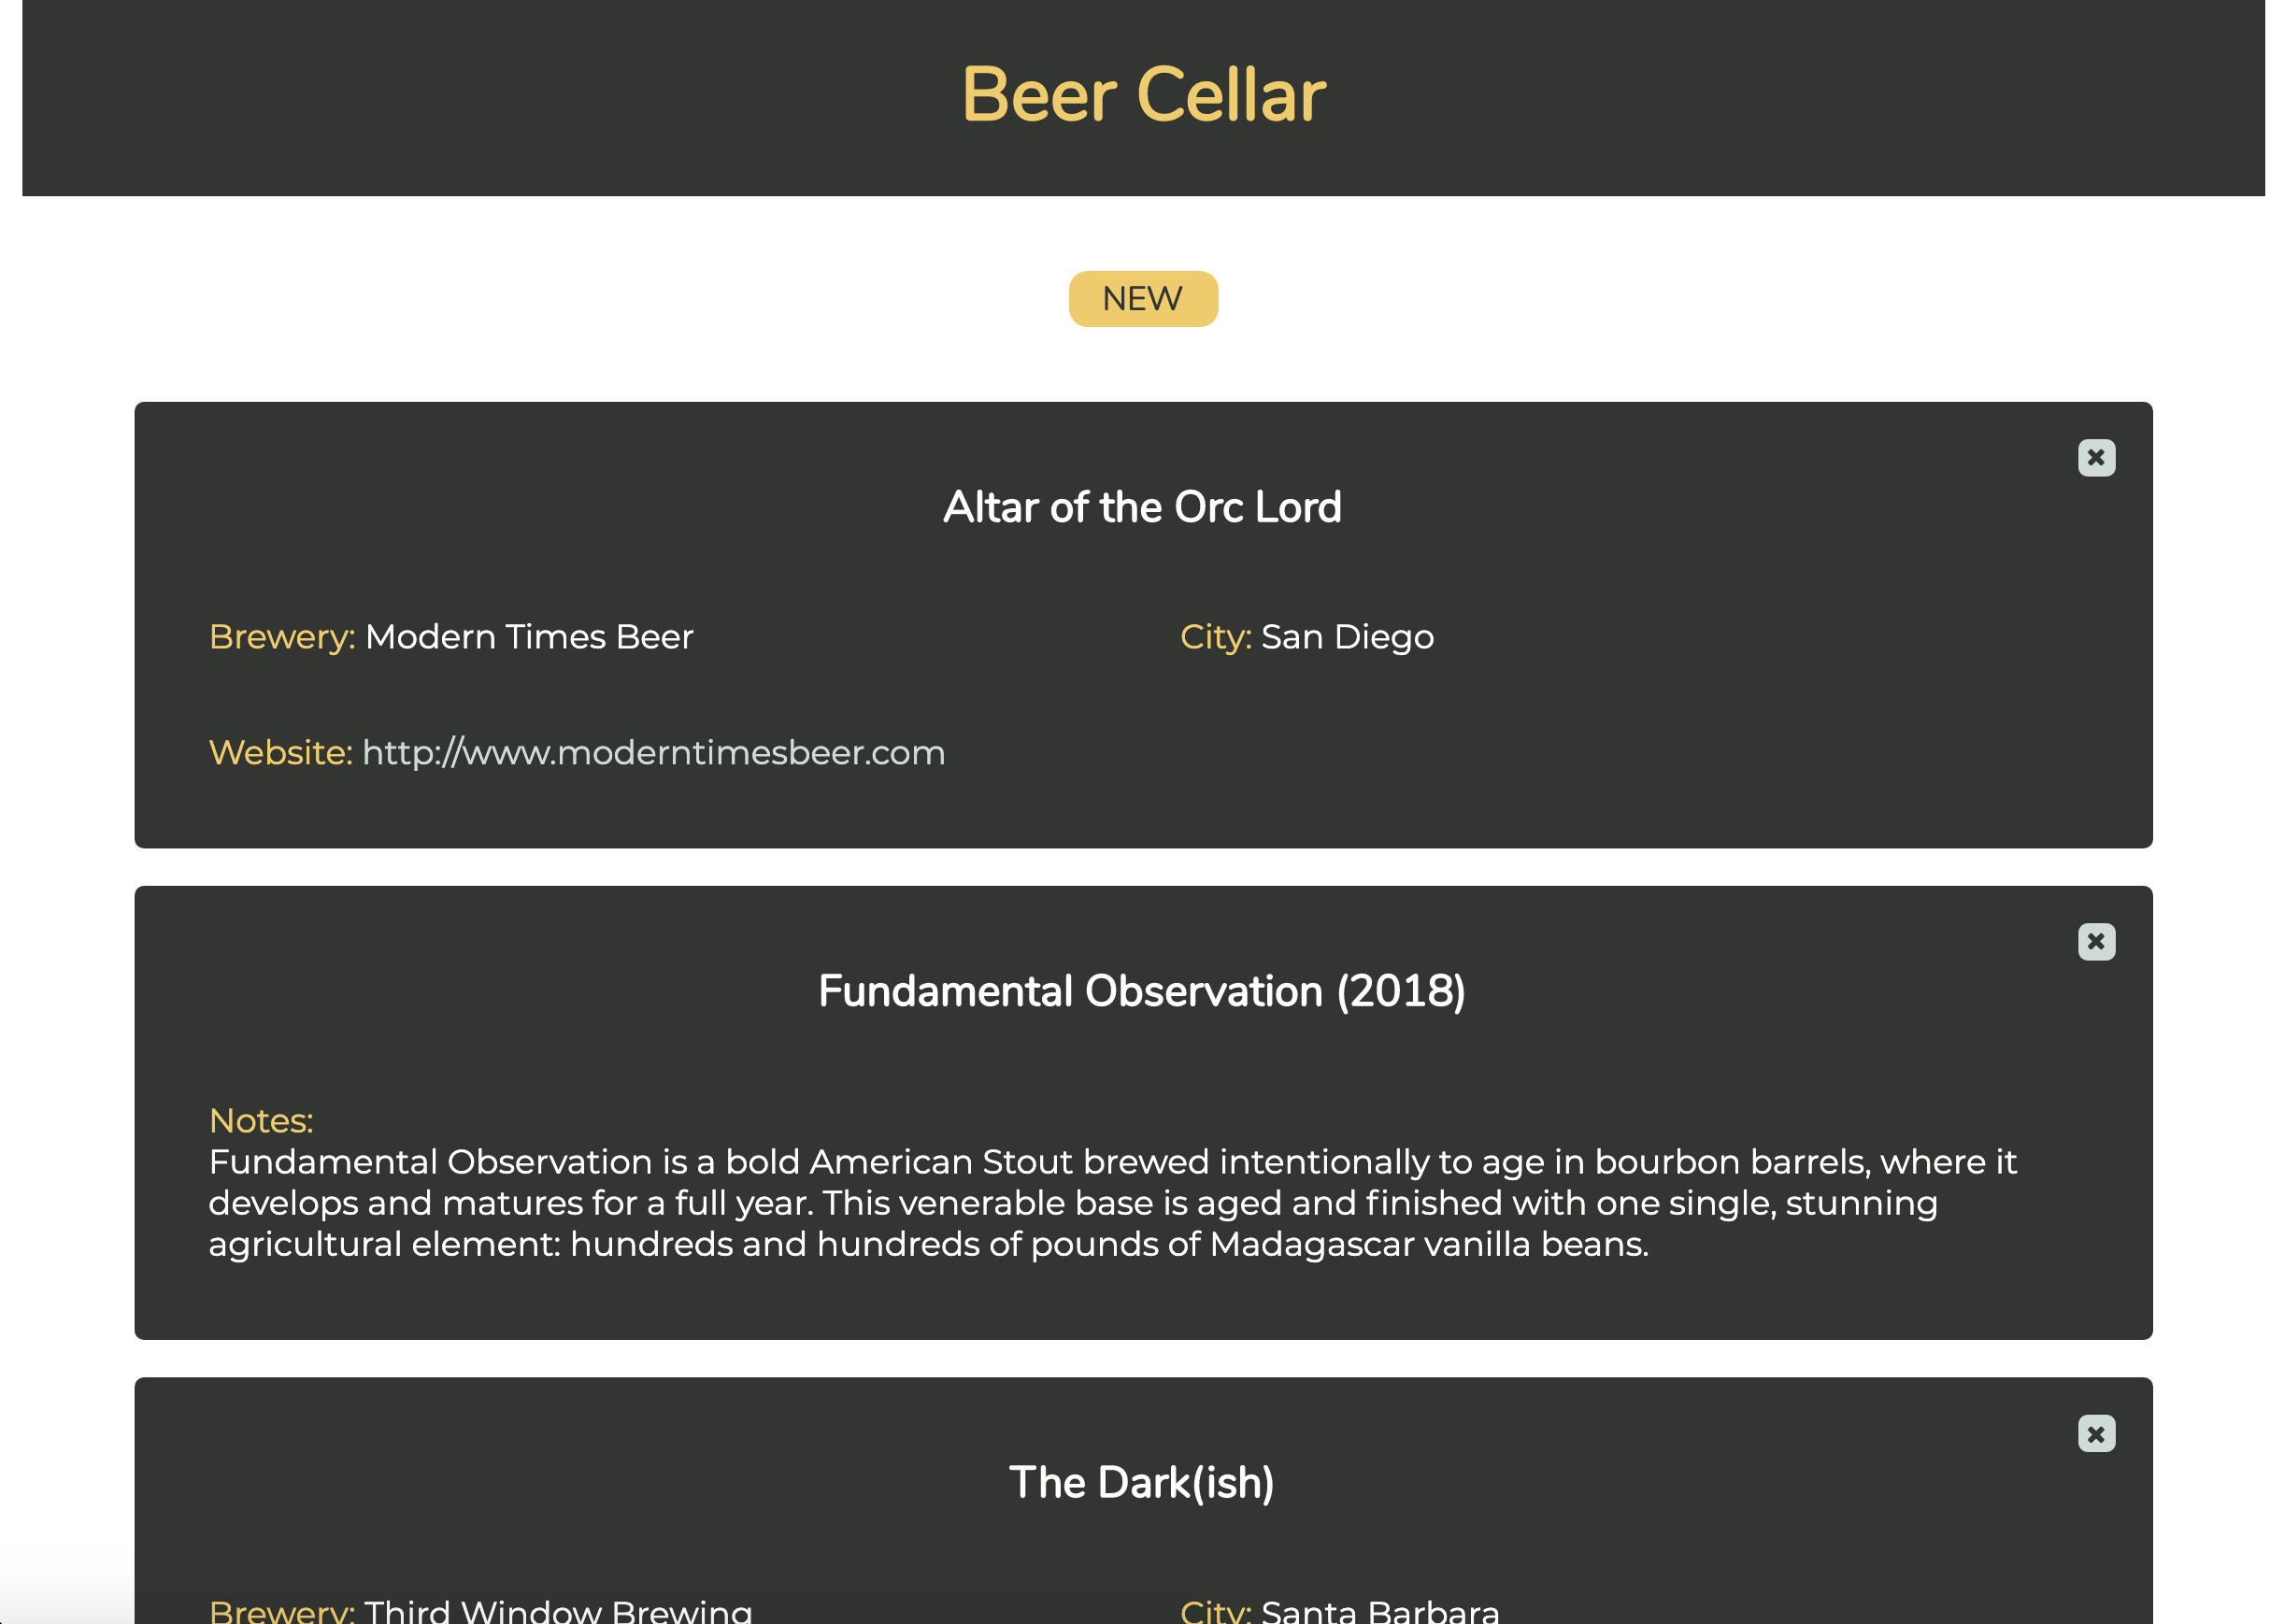 Beer Cellar
NEW
Altar of the Orc Lord
Brewery: Modern Times Beer City: San Diego
Website: http://www.moderntimesbeer.com
Fundamental Observation (2018)
Notes:
Fundamental Observation is a bold American Stout brewed intentionally to age in bourbon barrels, where it
develops and matures for a full year. This venerable base is aged and finished with one single, stunning
agricultural element: hundreds and hundreds of pounds of Madagascar vanilla beans.
The Dark(ish)
Brewery: Third Window Brewing City: Santa Barbara